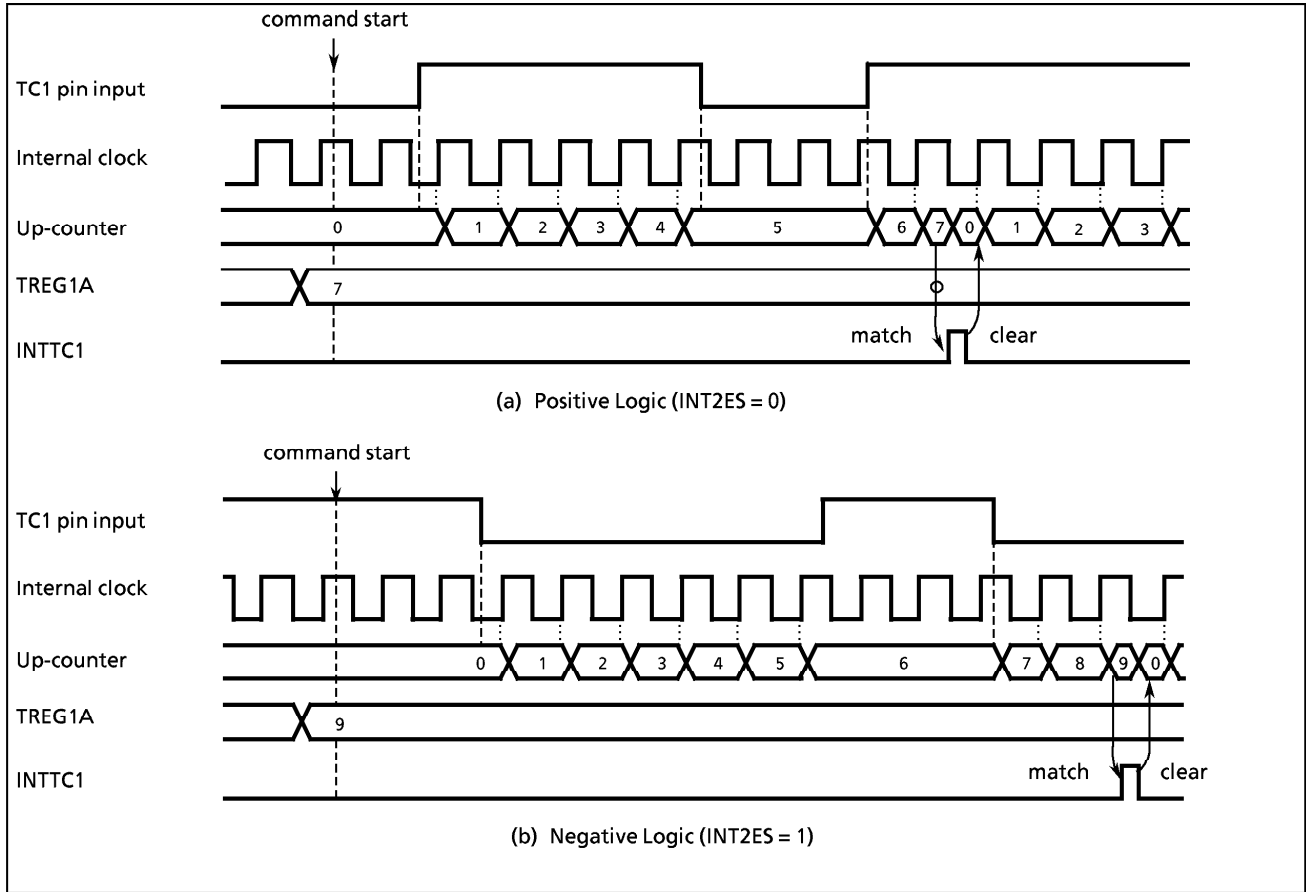 command start
TC1 pin input
Internal clock
Up-counter 0 1 2 3 4 5 6 7 0 1 2 3
TREG1A 7
match clear
INTTC1
(a) Positive Logic (INT2ES = 0)
command start
TC1 pin input
Internal clock
Up-counter 0 1 2 3 4 5 6 7 8 9 0
TREG1A 9
INTTC1 match clear
(b) Negative Logic (INT2ES = 1)